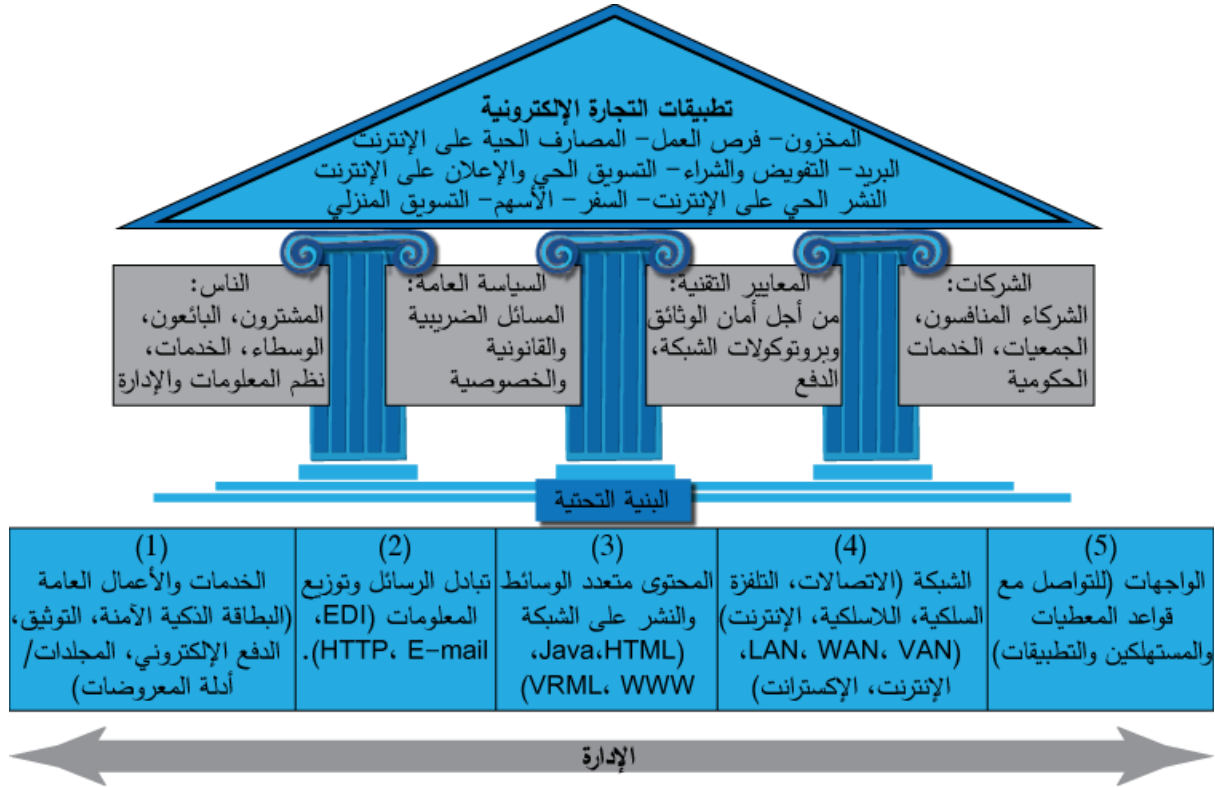 تطبيقات التجارة الإلكترونية
المخزون- فرص العمل- المصارف الحية على الإنترنت
البريد- التفويض والشراء- التسويق الحي والإعلان على الإنترنت
النشر الحي على الإنترنت- السفر- الأسهم- التسويق المنزلي
الشركات:
الشركاء المنافسون،
الجمعيات، الخدمات
الحكومية
المعايير التقنية:
من أجل أمان الوثائق
وبروتوكولات الشبكة،
الدفع
السياسة العامة:
المسائل الضريبية
والقانونية
والخصوصية
الناس:
المشترون، البائعون،
الوسطاء، الخدمات،
نظم المعلومات والإدارة
البنية التحتية
(1)
الخدمات والأعمال العامة
(البطاقة الذكية الآمنة، التوثيق،
الدفع الإلكتروني، المجلدات/
أدلة المعروضات)
(2)
تبادل الرسائل وتوزيع
المعلومات (EDI،
HTTP، E-mail).
(3)
المحتوى متعدد الوسائط
والنشر على الشبكة
(Java،HTML،
VRML، WWW)
(4)
الشبكة (الاتصالات، التلفزة
السلكية، اللاسلكية، الإنترنت)
(LAN، WAN، VAN،
الإنترنت، الإكسترانت)
(5)
الواجهات (للتواصل مع
قواعد المعطيات
والمستهلكين والتطبيقات)
الإدارة